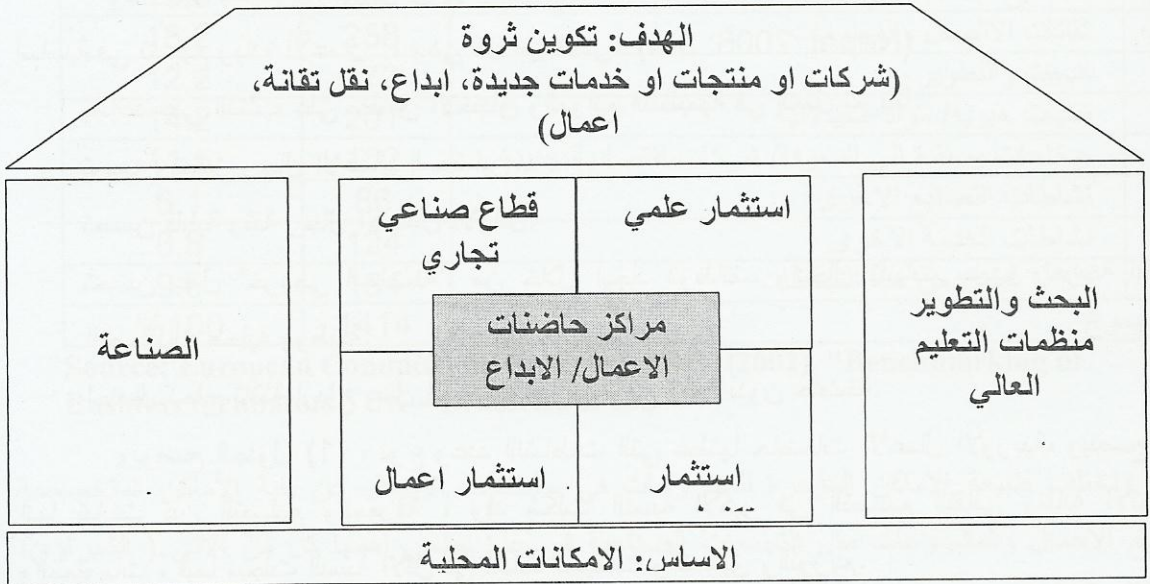 الهدف: تكوين ثروة
(شركات او منتجات او خدمات جديدة، ابداع، نقل تقانة،
اعمال)
البحث والتطوير
منظمات التعليم
العالي
استثمار علمي
قطاع صناعي
تجاري
مراكز حاضنات
الاعمال/ الابداع
استثمار
استثمار اعمال
الصناعة
الاساس: الامكانات المحلية